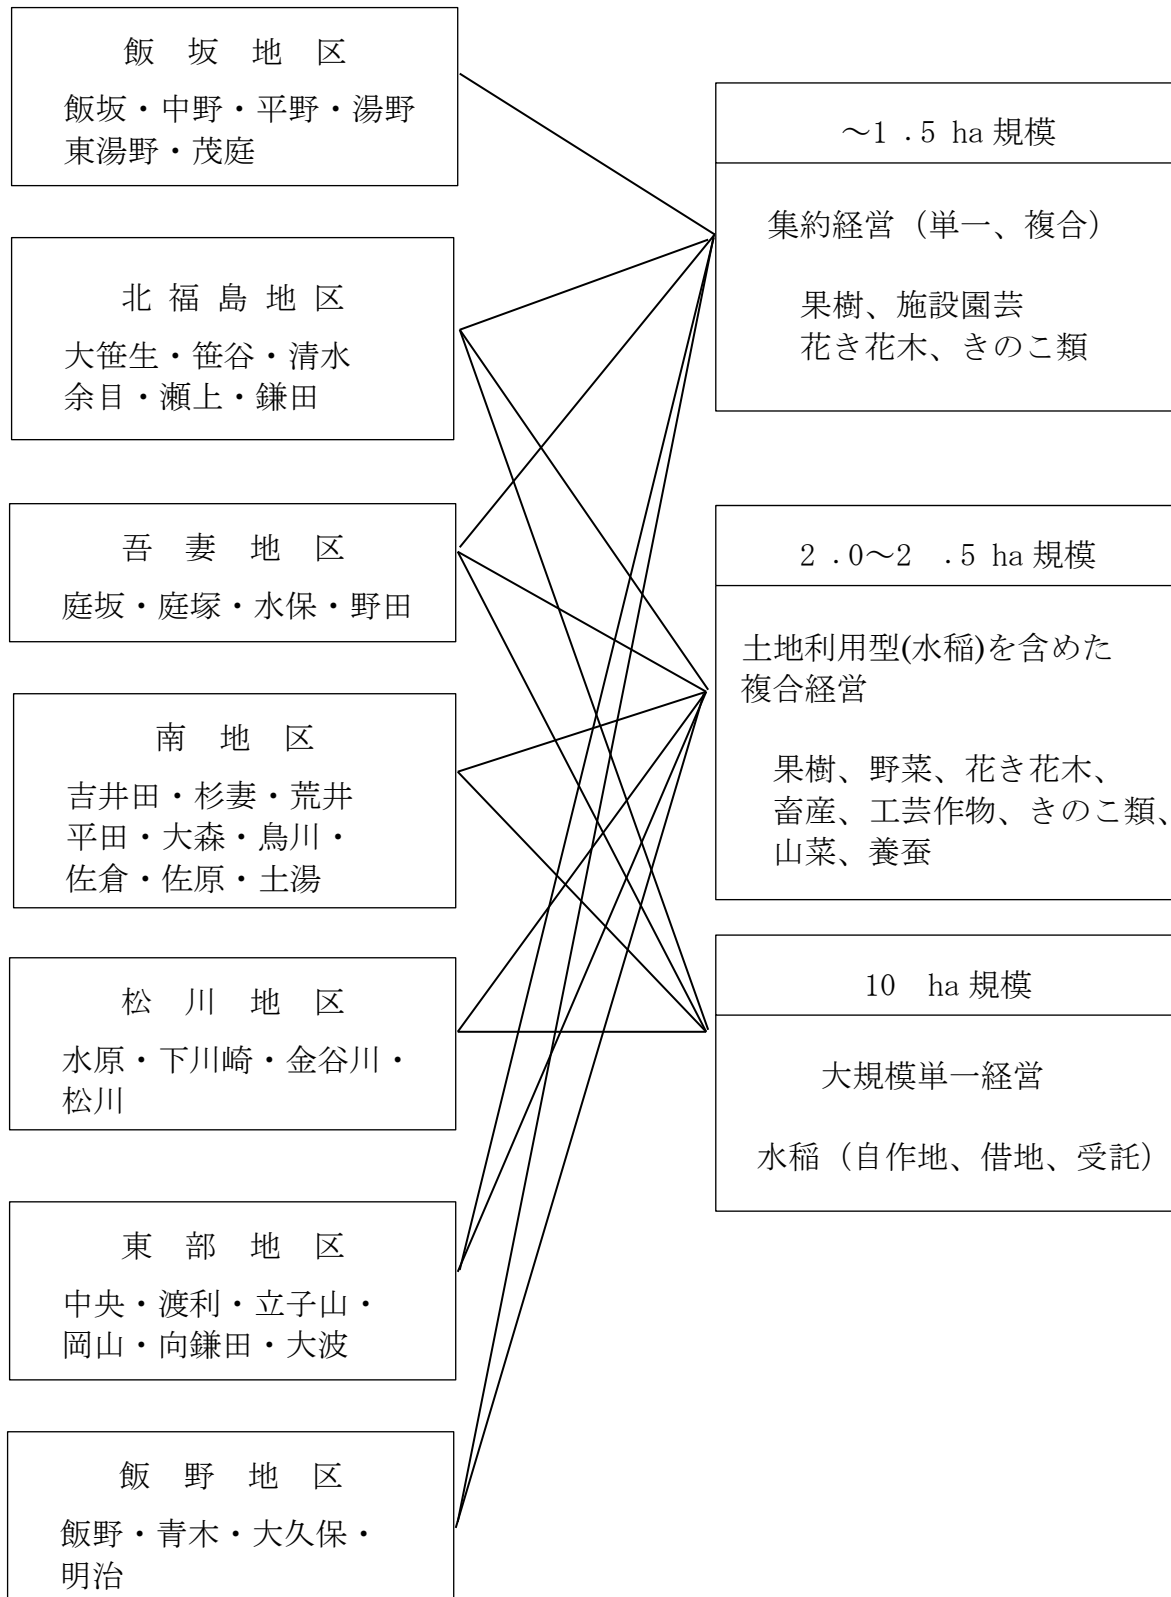 飯坂地区
飯坂・中野・平野・湯野
東湯野・茂庭
北福島地区
大笹生・笹谷・清水
余目・瀬上・鎌田
吾妻地区
庭坂・庭塚・水保・野田
南地区
吉井田・杉妻・荒井
平田・大森・鳥川・
佐倉・佐原・土湯
松川地区
水原・下川崎・金谷川・
松川
東部地区
中央・渡利・立子山・
岡山・向鎌田・大波
飯野地区
飯野・青木・大久保・
明治
～1.5 ha 規模
集約経営（単一、複合）
果樹、施設園芸
花き花木、きのこ類
2.0～2.5 ha 規模
土地利用型(水稲)を含めた
複合経営
果樹、野菜、花き花木、
畜産、工芸作物、きのこ類、
山菜、養蚕
10 ha 規模
大規模単一経営
水稲（自作地、借地、受託）